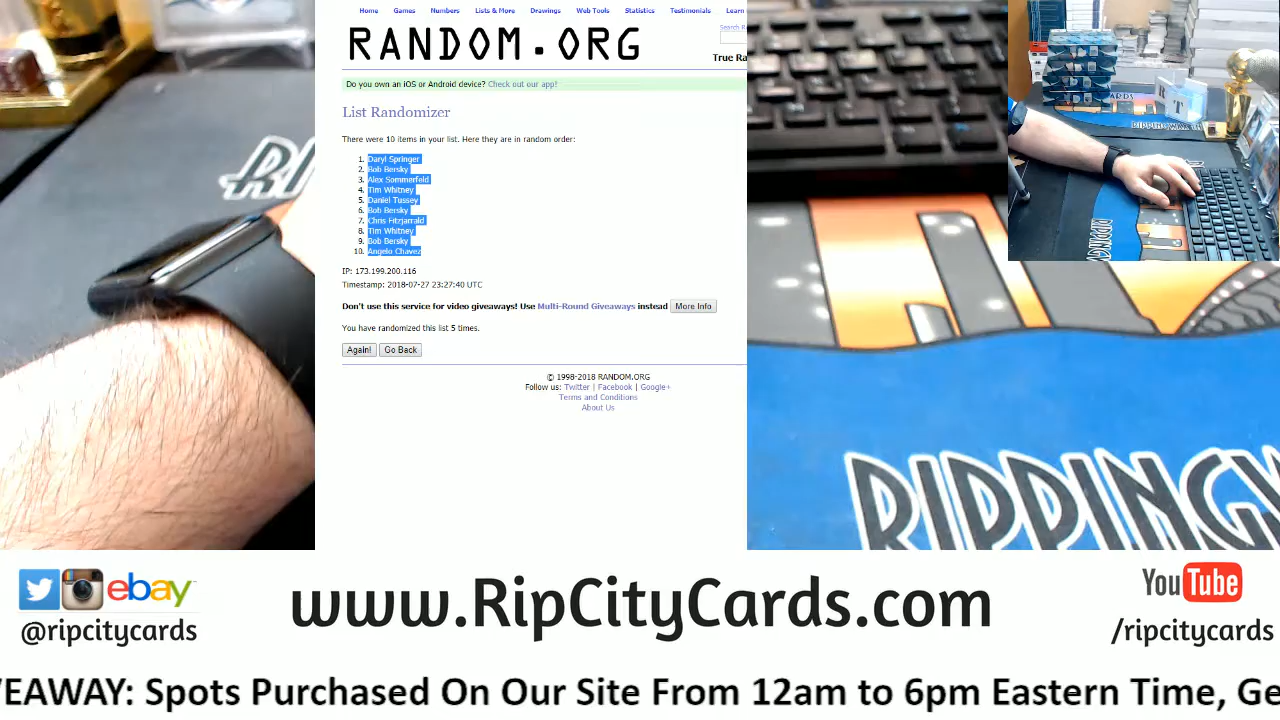 Home Games Numbers Lists & More Drawings Web Tools Statistics Testimonials Learn
Search R
RANDOM.ORG
True Ra
Do you own an iOS or Android device? Check out our app!
List Randomizer
There were 10 items in your list. Here they are in random order:
1. Daryl Springer
2. Bob Bersky
3. Alex Sommerfeld
4. Tim Whitney
5. Daniel Tussey
6. Bob Bersky
7. Chris Fitzjarrald
8. Tim Whitney
9. Bob Bersky
10. Angelo Chavez
IP: 173.199.200.116
Timestamp: 2018-07-27 23:27:40 UTC
Don't use this service for video giveaways! Use Multi-Round Giveaways instead More Info
You have randomized this list 5 times.
Again! Go Back
© 1998-2018 RANDOM.ORG
Follow us: Twitter | Facebook | Google+
Terms and Conditions
About Us
CARDS
R T
RIPPINGW
ebay
@ripcitycards
www.RipCityCards.com
YouTube
/ripcitycards
VEAWAY: Spots Purchased On Our Site From 12am to 6pm Eastern Time, Ge